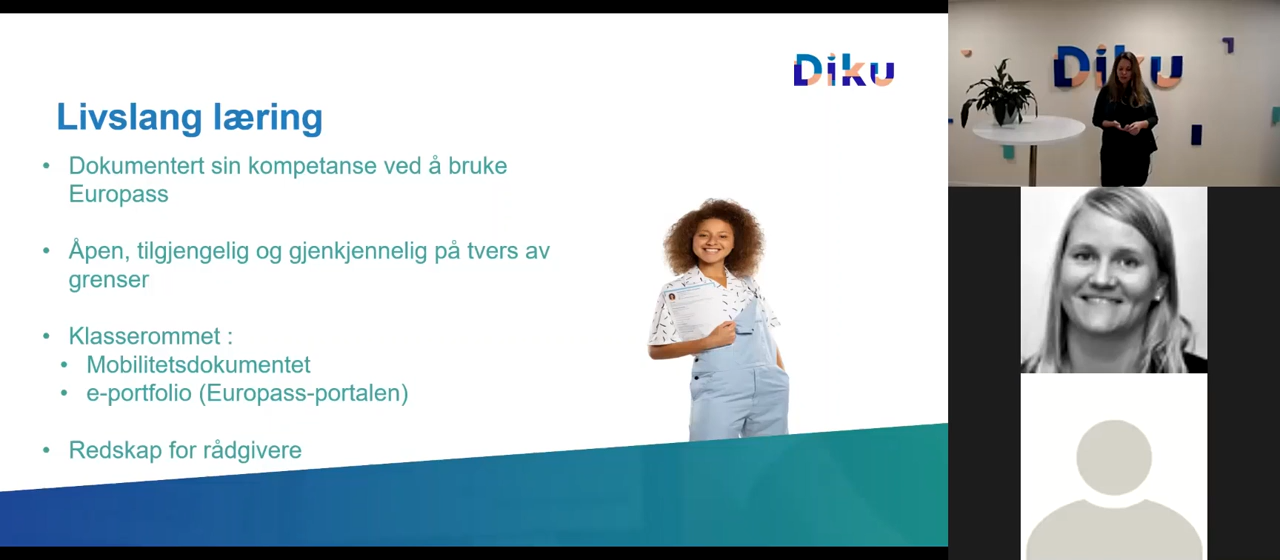 Diku
Livslang læring
• Dokumentert sin kompetanse ved å bruke
Europass
• Åpen, tilgjengelig og gjenkjennelig på tvers av
grenser
• Klasserommet :
• Mobilitetsdokumentet
• e-portfolio (Europass-portalen)
• Redskap for rådgivere
Diku